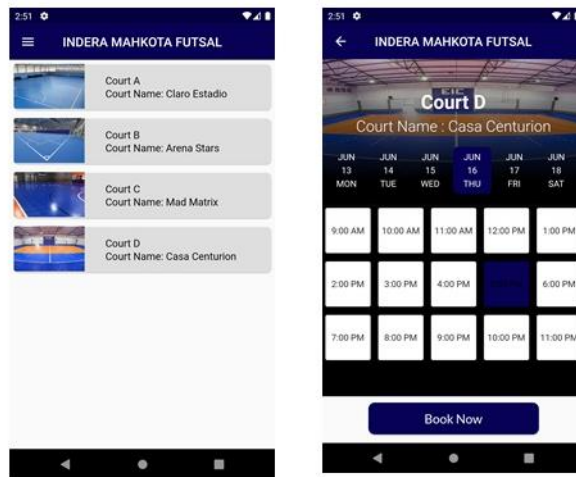 2:51
INDERA MAHKOTA FUTSAL
Court A
Court Name: Claro Estadio
Court B
Court Name: Arena Stars
Court C
Court Name: Mad Matrix
Court D
Court Name: Casa Centurion
2:51
INDERA MAHKOTA FUTSAL
Court D
Court Name : Casa Centurion
JUN JUN JUN JUN JUN JUN
13 14 15 16 17 18
MON TUE WED THU FRI SAT
9:00 AM 10:00 AM 11:00 AM 12:00 PM 1:00 PM
2:00 PM 3:00 PM 4:00 PM 6:00 PM
7:00 PM 8:00 PM 9:00 PM 10:00 PM 11:00 PM
Book Now